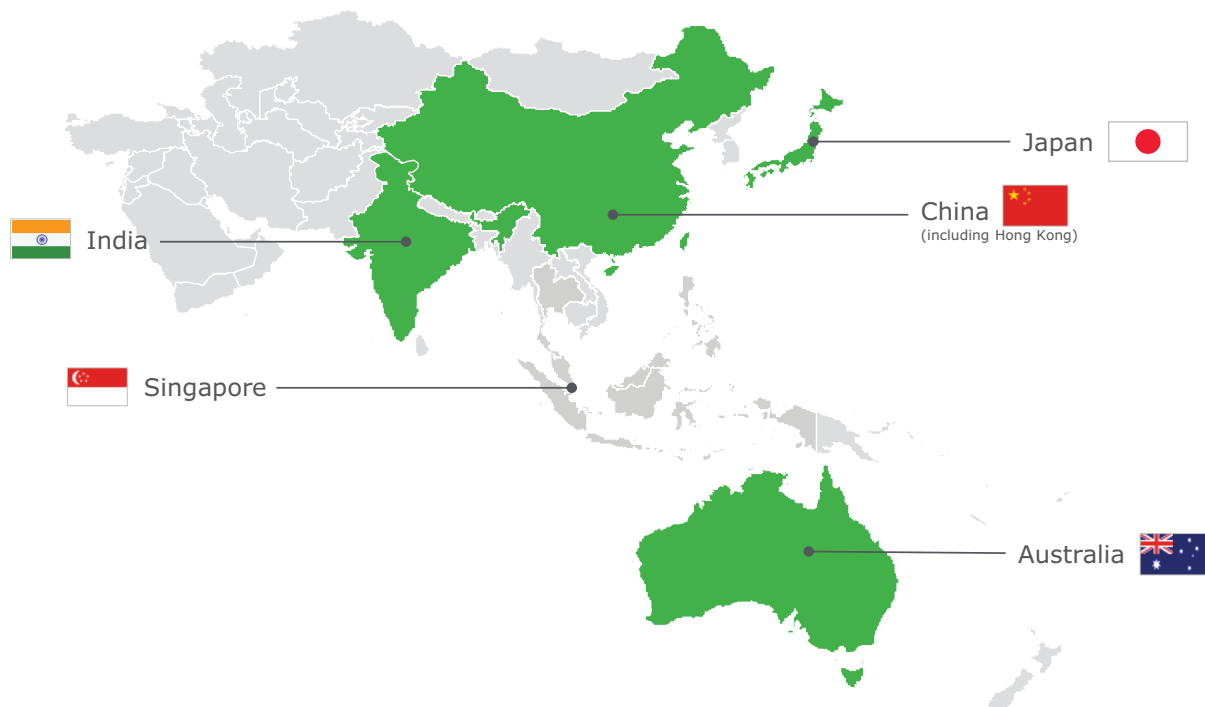 Japan
China
(including Hong Kong)
India
Singapore
Australia